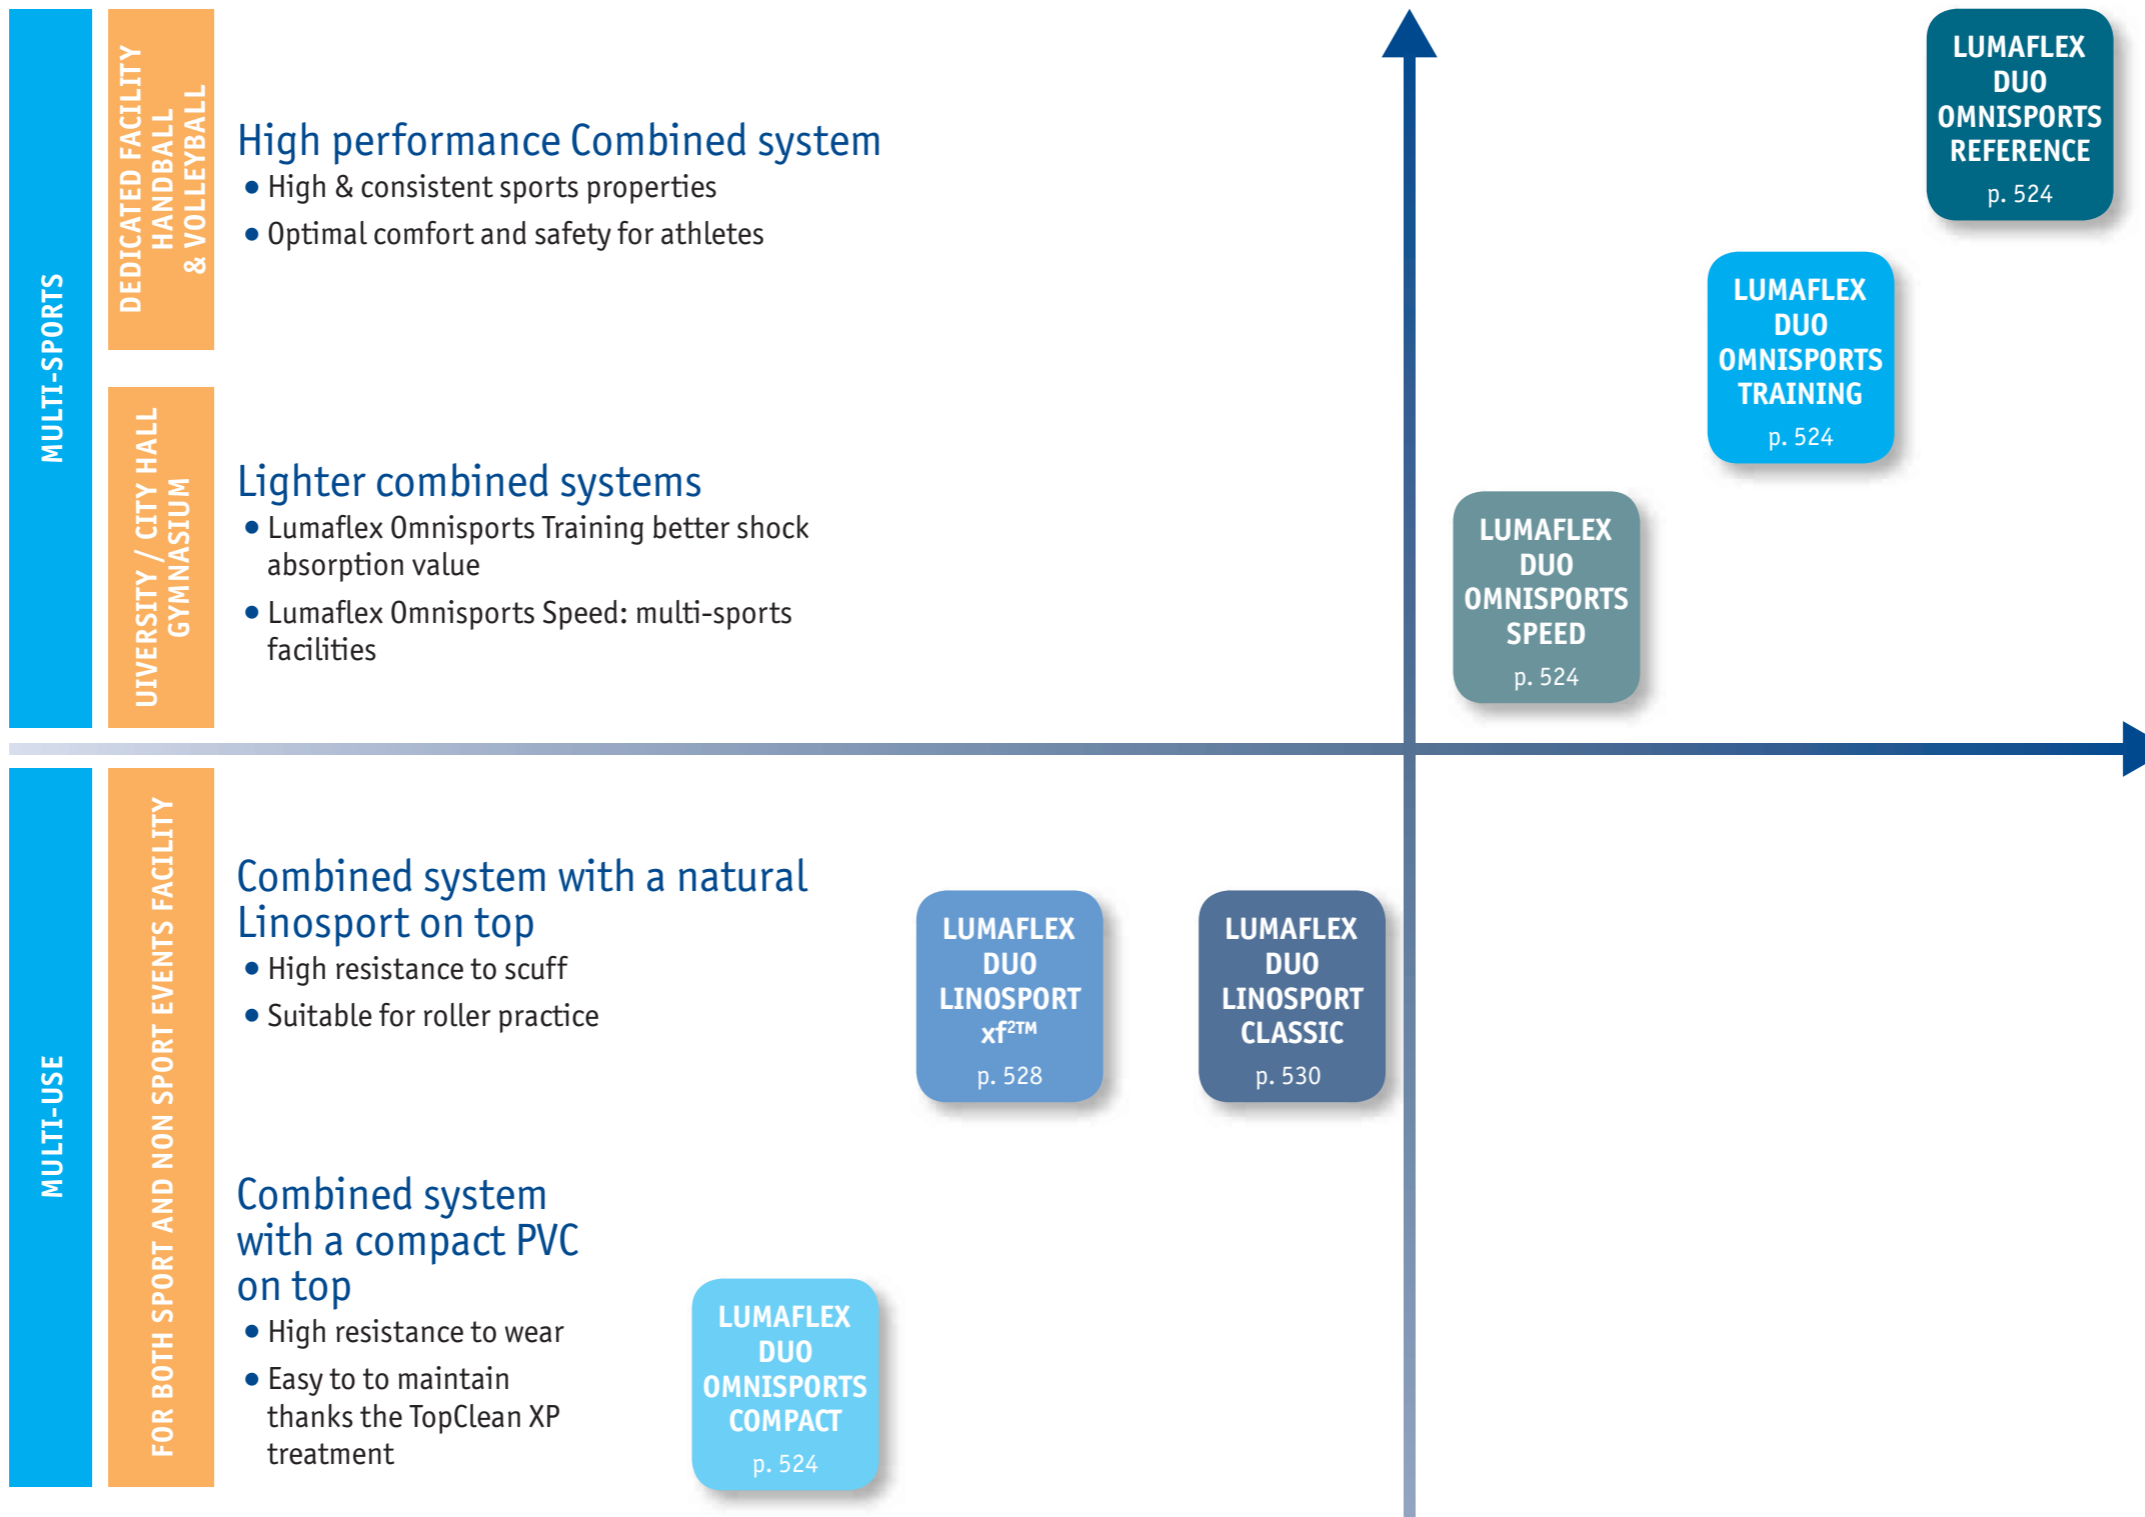 MULTI-SPORTS
DEDICATED FACILITY
HANDBALL
& VOLLEYBALL
High performance Combined system
• High & consistent sports properties
• Optimal comfort and safety for athletes
LUMAFLEX
DUO
OMNISPORTS
REFERENCE
p. 524
LUMAFLEX
DUO
OMNISPORTS
TRAINING
p. 524
UIVERSITY / CITY HALL
GYMNASIUM
Lighter combined systems
• Lumaflex Omnisports Training better shock
absorption value
• Lumaflex Omnisports Speed: multi-sports
facilities
LUMAFLEX
DUO
OMNISPORTS
SPEED
p. 524
MULTI-USE
FOR BOTH SPORT AND NON SPORT EVENTS FACILITY
Combined system with a natural
Linosport on top
• High resistance to scuff
• Suitable for roller practice
LUMAFLEX
DUO
LINOSPORT
xf²™
p. 528
LUMAFLEX
DUO
LINOSPORT
CLASSIC
p. 530
Combined system
with a compact PVC
on top
• High resistance to wear
• Easy to to maintain
thanks the TopClean XP
treatment
LUMAFLEX
DUO
OMNISPORTS
COMPACT
p. 524